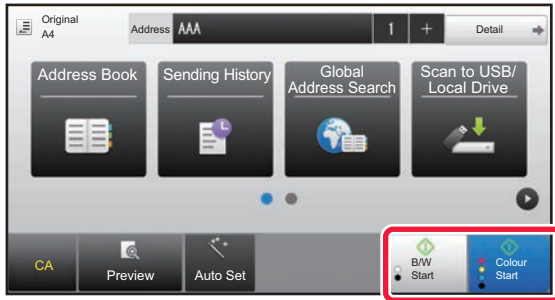 Original
A4
Address AAA 1 + Detail
Address Book
Sending History
Global
Address Search
Scan to USB/
Local Drive
CA
Preview
Auto Set
B/W
Start
Colour
Start